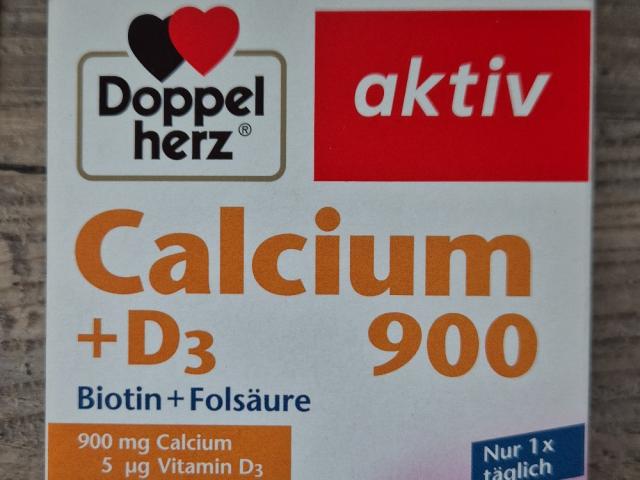 Doppel
herz®
aktiv
Calcium
+D3 900
Biotin+Folsäure
900 mg Calcium
5 µg Vitamin D3
Nur 1x
täglich